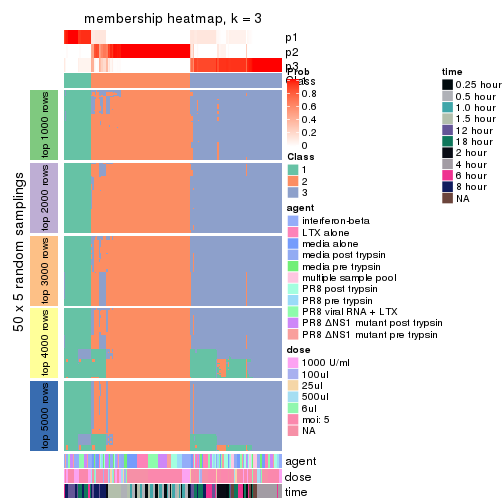 membership heatmap, k = 3
p1
p2
p3
Class
50 x 5 random samplings
top 1000 rows
top 2000 rows
top 3000 rows
top 4000 rows
top 5000 rows
agent
dose
time
Prob
1
0.8
0.6
0.4
0.2
0
Class
1
2
3
agent
interferon-beta
LTX alone
media alone
media post trypsin
media pre trypsin
multiple sample pool
PR8 post trypsin
PR8 pre trypsin
PR8 viral RNA + LTX
PR8 ΔNS1 mutant post trypsin
PR8 ΔNS1 mutant pre trypsin
dose
1000 U/ml
100ul
25ul
500ul
6ul
moi: 5
NA
time
0.25 hour
0.5 hour
1.0 hour
1.5 hour
12 hour
18 hour
2 hour
4 hour
6 hour
8 hour
NA